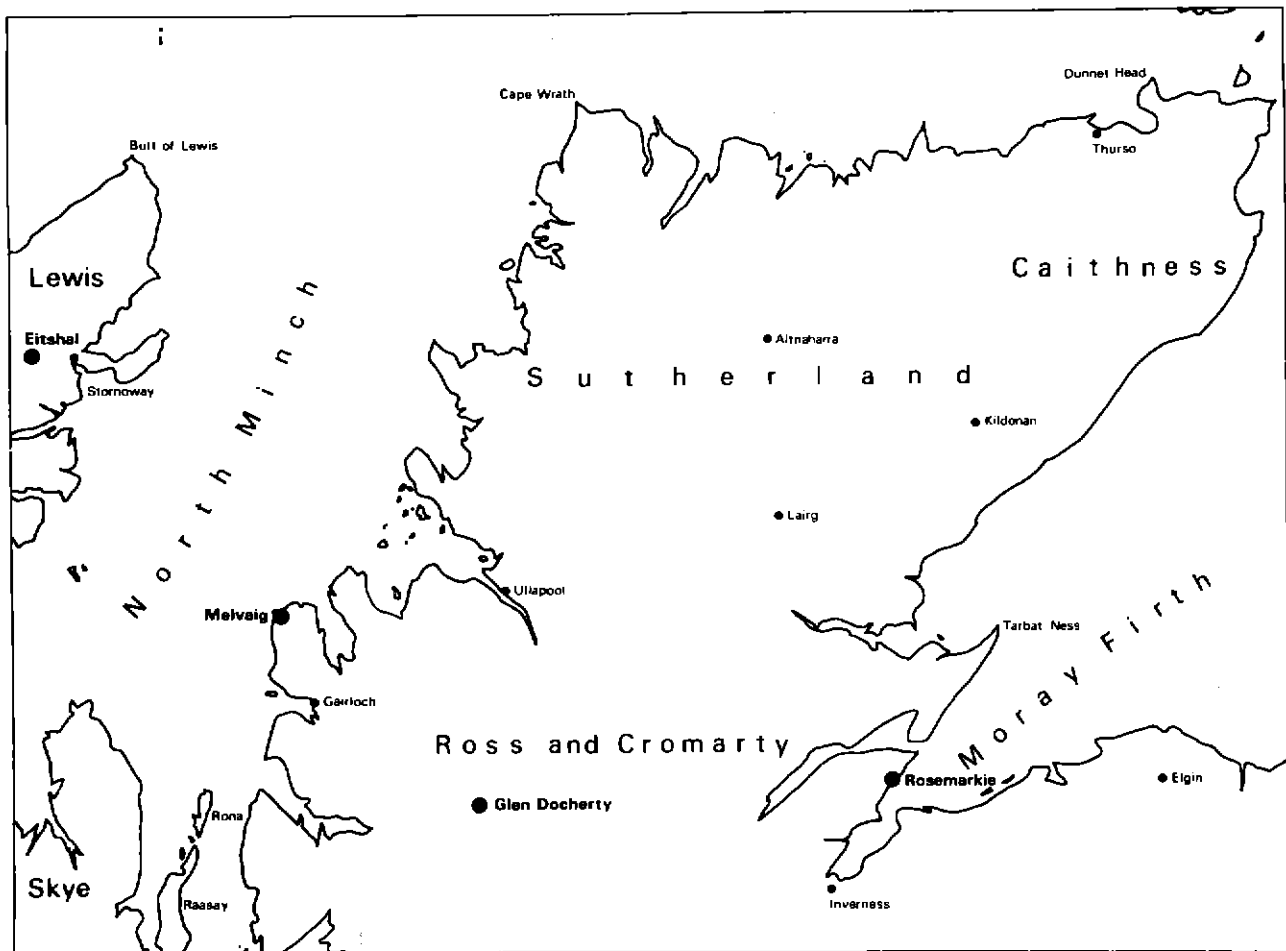 Dunnet Head
Cape Wrath
Thurso
Butt of Lewis
Caithness
Lewis
North Minch
Eitshal
Altnaharra
Sutherland
Stornoway
Kildonan
Lairg
Ullapool
Melvaig
Tarbat Ness
Moray Firth
Gairloch
Ross and Cromarty
Rosemarkie
Elgin
Glen Docherty
Rona
Skye
Raasay
Inverness